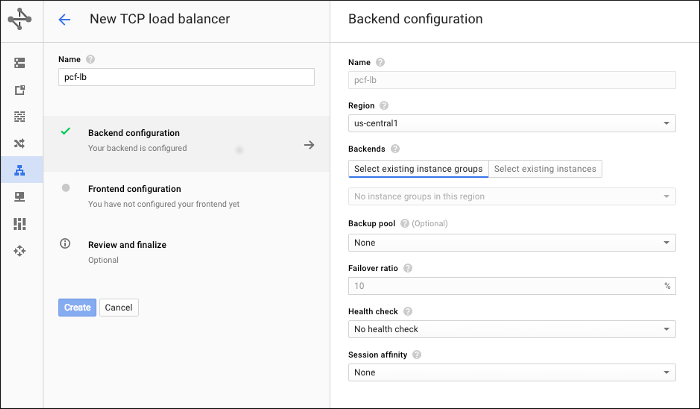 New TCP load balancer
Name
pcf-lb
Backend configuration
Your backend is configured
Frontend configuration
You have not configured your frontend yet
Review and finalize
Optional
Create Cancel
Backend configuration
Name
pcf-lb
Region
us-central1
Backends
Select existing instance groups Select existing instances
No instance groups in this region
Backup pool (Optional)
None
Failover ratio
10 %
Health check
No health check
Session affinity
None